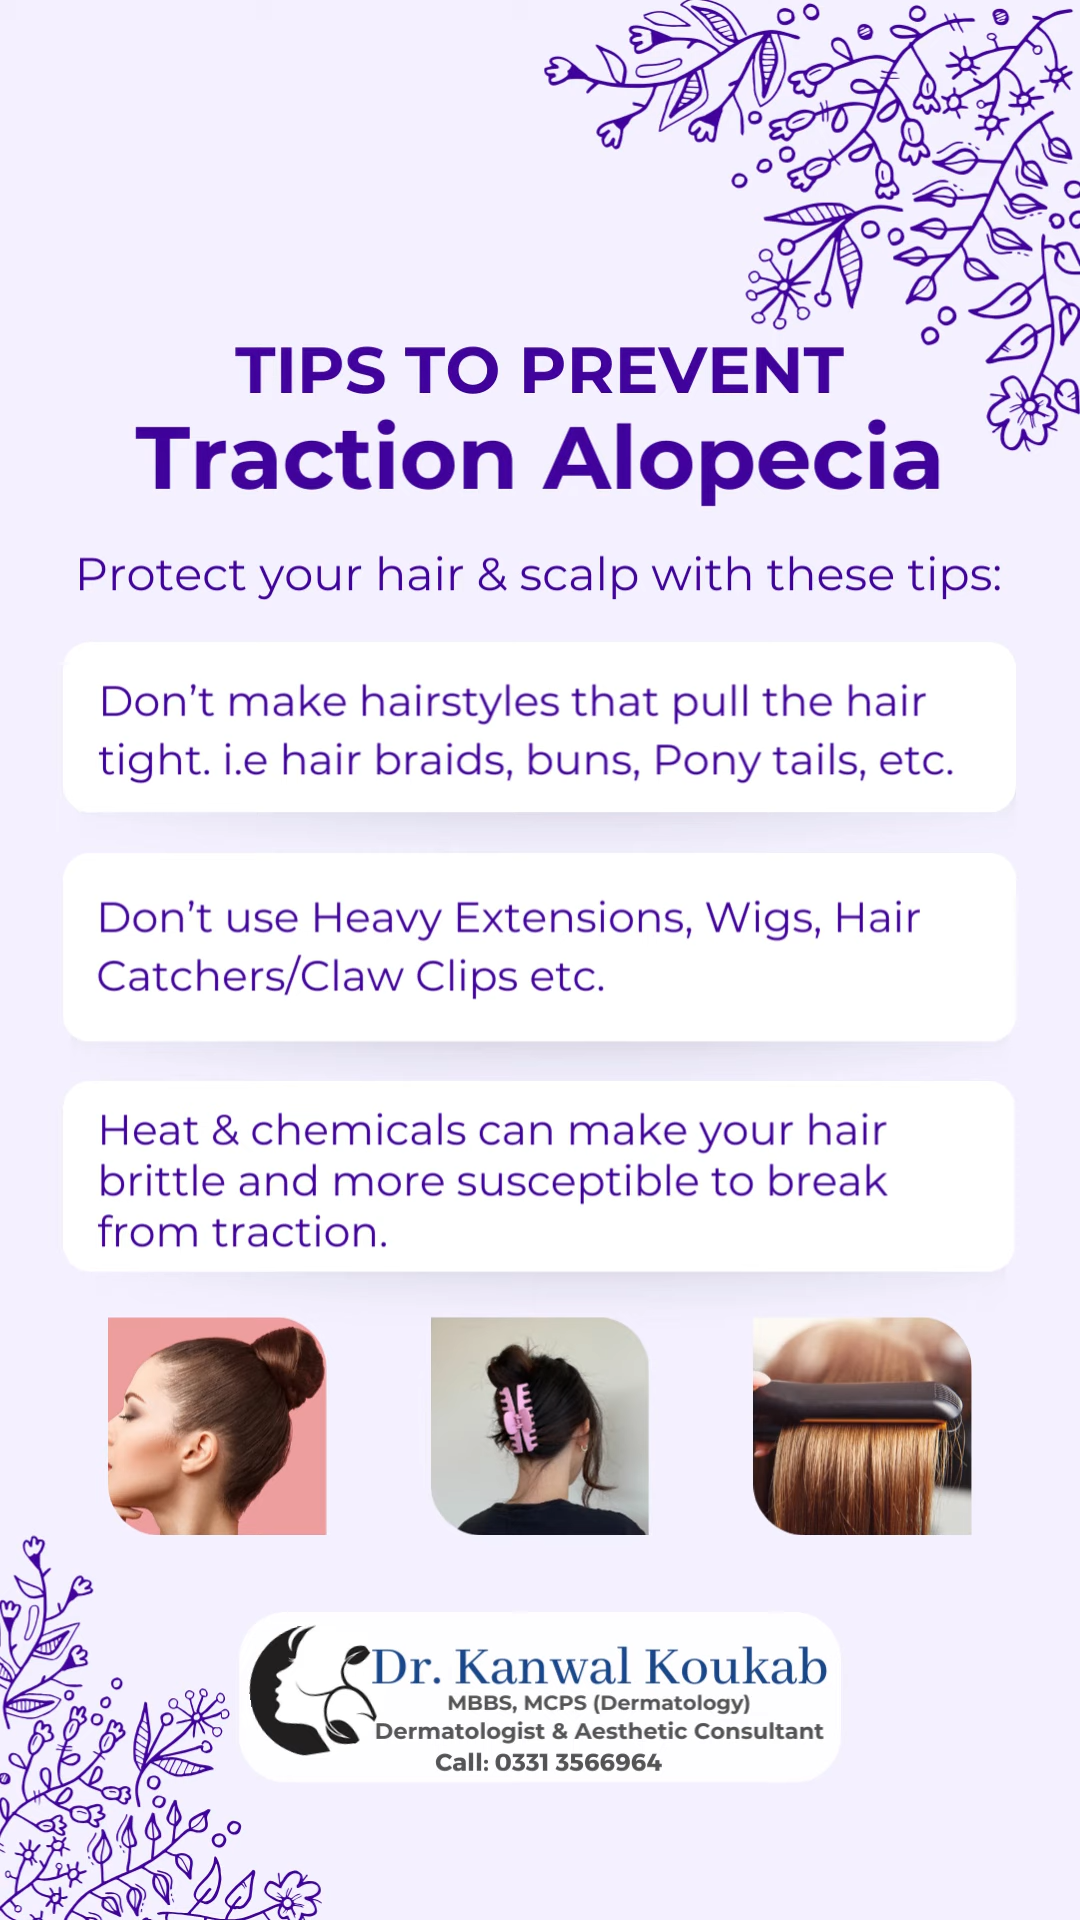 TIPS TO PREVENT
Traction Alopecia
Protect your hair & scalp with these tips:
Don’t make hairstyles that pull the hair
tight. i.e hair braids, buns, Pony tails, etc.
Don’t use Heavy Extensions, Wigs, Hair
Catchers/Claw Clips etc.
Heat & chemicals can make your hair
brittle and more susceptible to break
from traction.
Dr. Kanwal Koukab
MBBS, MCPS (Dermatology)
Dermatologist & Aesthetic Consultant
Call: 0331 3566964